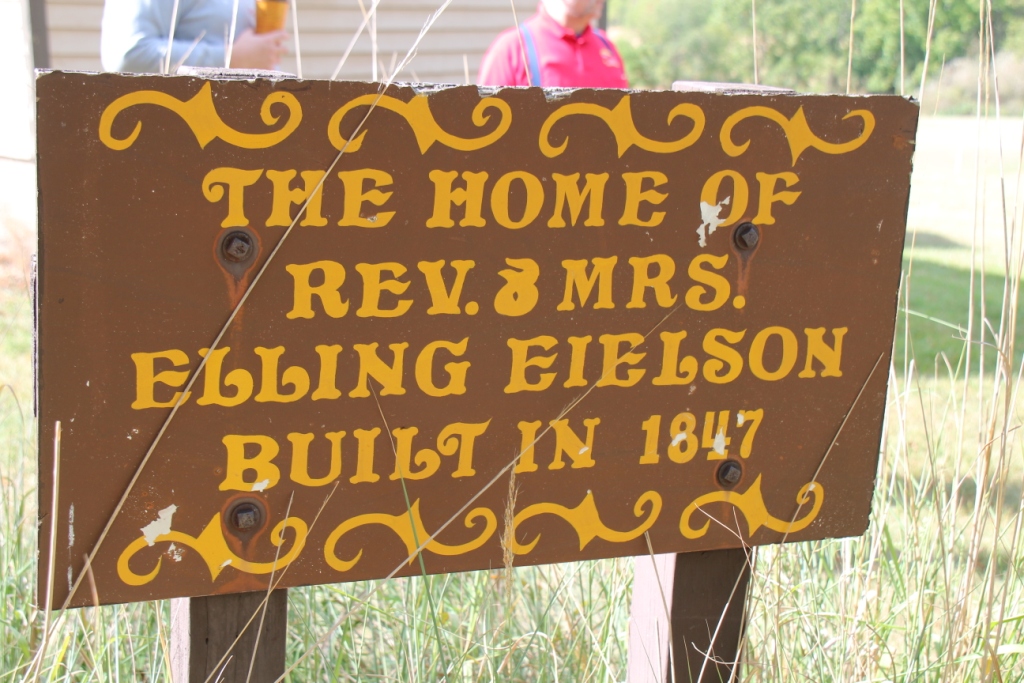 THE HOME OF
REV. & MRS.
ELLING EIELSON
BUILT IN 1847